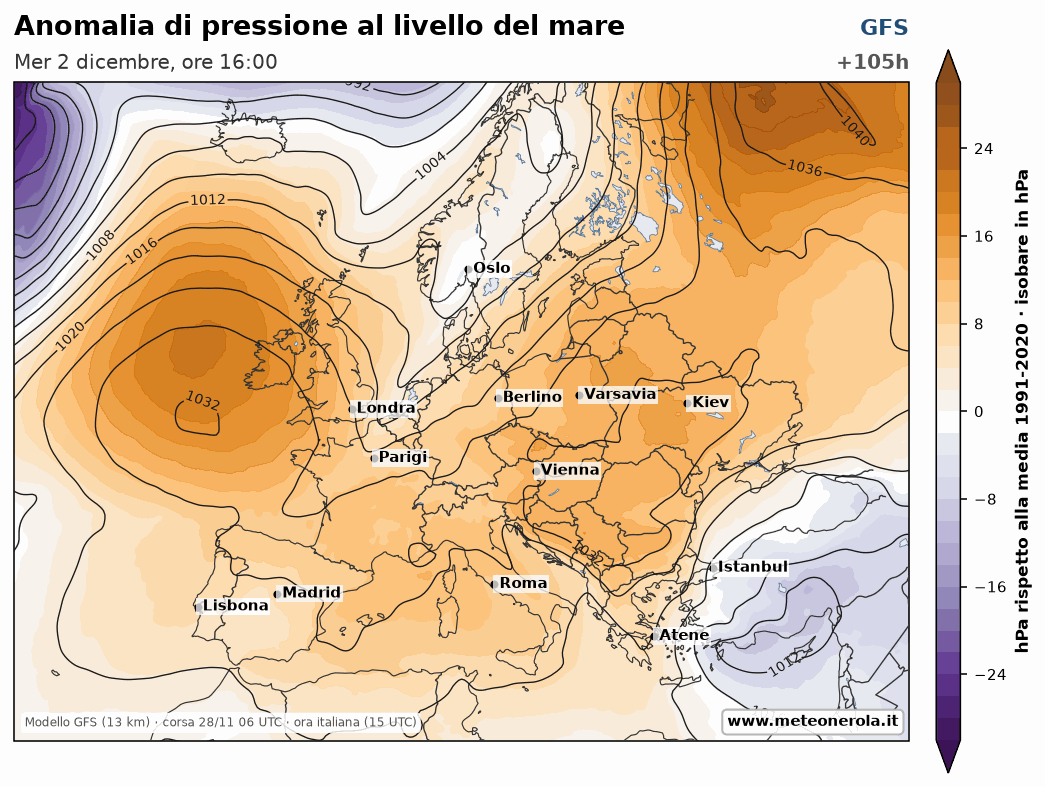 Anomalia di pressione al livello del mare
GFS
Mer 2 dicembre, ore 16:00
+105h
1004
1040
1036
1012
1008
1016
1020
Oslo
1032
Londra
Berlino
Varsavia
Kiev
Parigi
Vienna
1032
Istanbul
Roma
Madrid
Lisbona
Atene
Modello GFS (13 km) · corsa 28/11 06 UTC · ora italiana (15 UTC)
www.meteonerola.it
24
16
8
0
−8
−16
−24
hPa rispetto alla media 1991-2020 · isobare in hPa